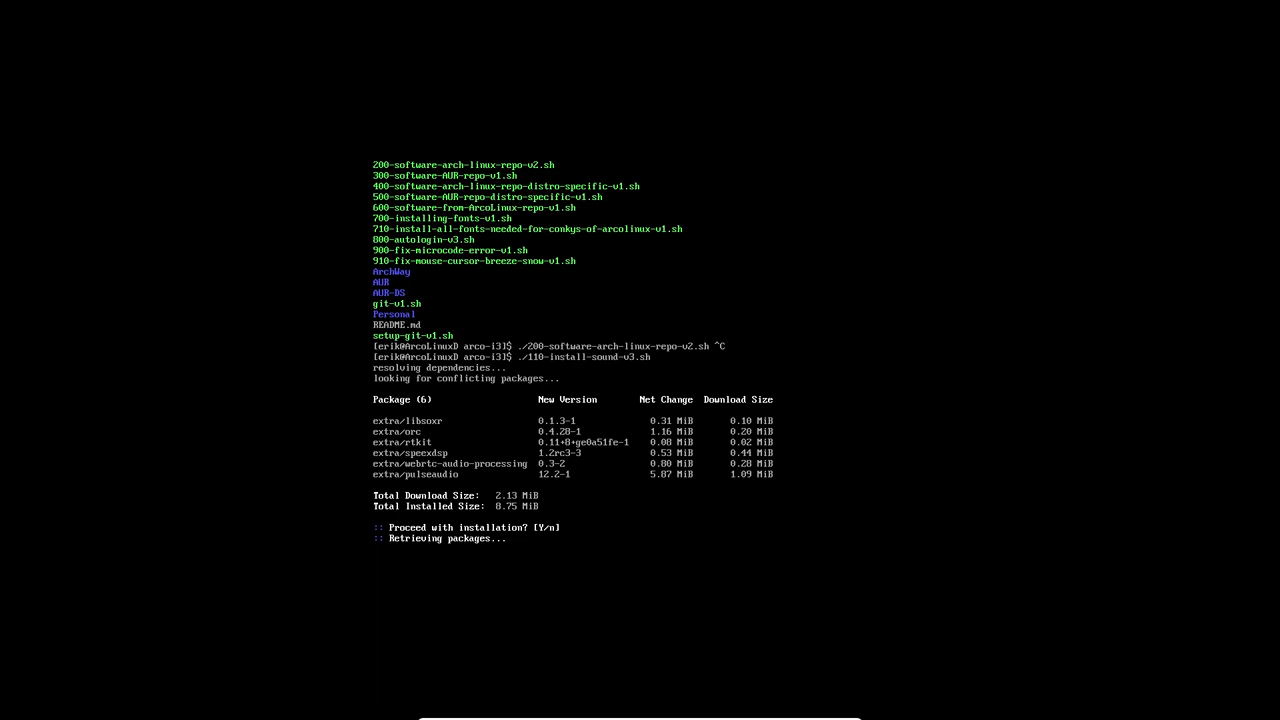 200-software-arch-linux-repo-v2.sh
300-software-AUR-repo-v1.sh
400-software-arch-linux-repo-distro-specific-v1.sh
500-software-AUR-repo-distro-specific-v1.sh
600-software-from-ArcoLinux-repo-v1.sh
700-installing-fonts-v1.sh
710-install-all-fonts-needed-for-conkys-of-arcolinux-v1.sh
800-autologin-v3.sh
900-fix-microcode-error-v1.sh
910-fix-mouse-cursor-breeze-snow-v1.sh
ArchWay
AUR
AUR-DS
git-v1.sh
Personal
README.md
setup-git-v1.sh
[erik@ArcoLinuxD arco-i3]$ ./200-software-arch-linux-repo-v2.sh ^C
[erik@ArcoLinuxD arco-i3]$ ./110-install-sound-v3.sh
resolving dependencies...
looking for conflicting packages...
Package (6) New Version Net Change Download Size
extra/libsoxr 0.1.3-1 0.31 MiB 0.10 MiB
extra/orc 0.4.28-1 1.16 MiB 0.20 MiB
extra/rtkit 0.11+8+ge0a51fe-1 0.08 MiB 0.02 MiB
extra/speexdsp 1.2rc3-3 0.53 MiB 0.44 MiB
extra/webrtc-audio-processing 0.3-2 0.80 MiB 0.28 MiB
extra/pulseaudio 12.2-1 5.87 MiB 1.09 MiB
Total Download Size: 2.13 MiB
Total Installed Size: 8.75 MiB
:: Proceed with installation? [Y/n]
:: Retrieving packages...